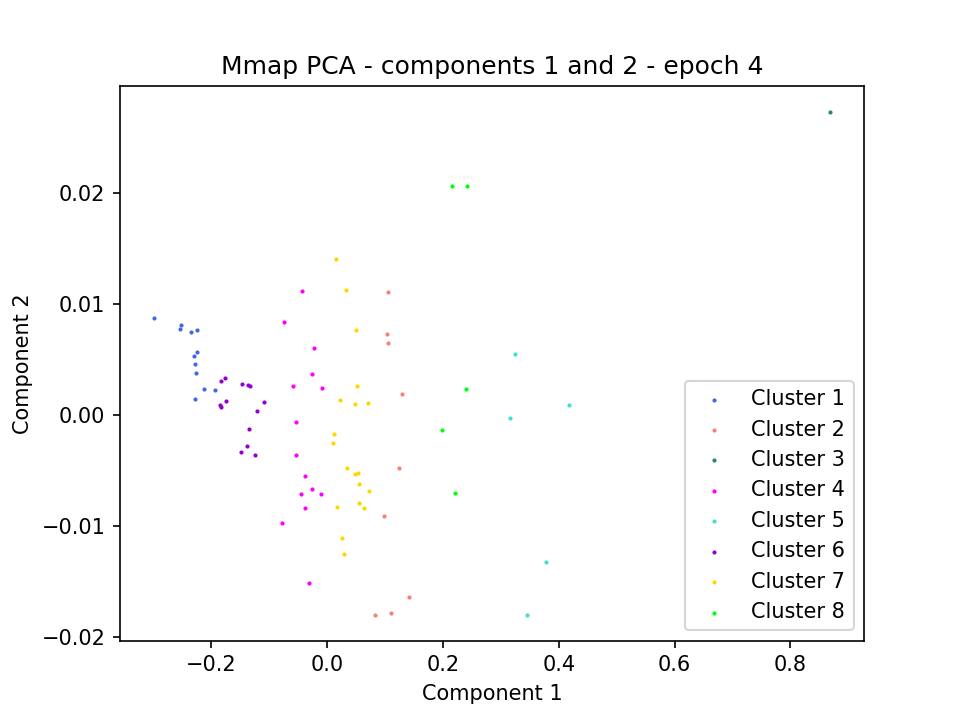 Mmap PCA - components 1 and 2 - epoch 4
Component 2
0.02
0.01
0.00
−0.01
−0.02
−0.2
0.0
0.2
0.4
0.6
0.8
Component 1
Cluster 1
Cluster 2
Cluster 3
Cluster 4
Cluster 5
Cluster 6
Cluster 7
Cluster 8